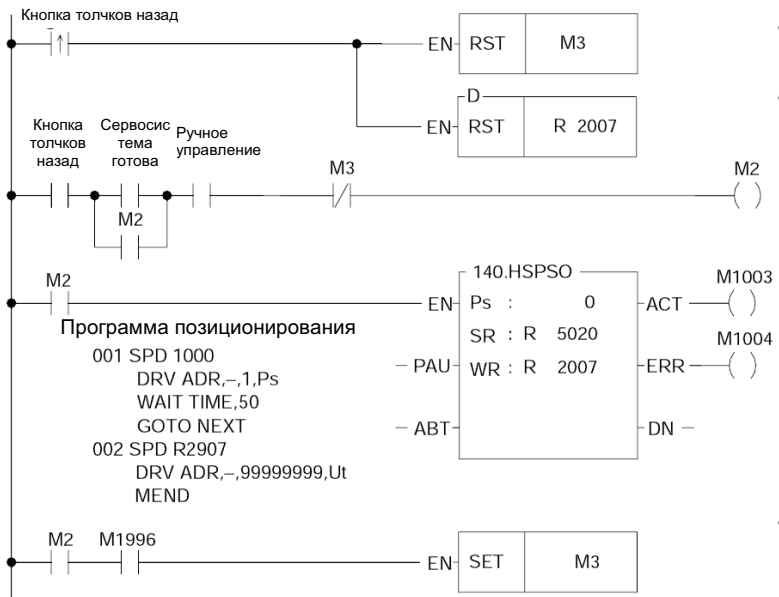 Кнопка толчков назад
EN RST M3
D
EN RST R 2007
Кнопка
толчков
назад
Сервосис
тема
готова
Ручное
управление
M3
M2
M2
M2
140.HSPSO
M1003
EN Ps : 0 ACT
M1004
SR : R 5020
PAU WR : R 2007 ERR
ABT DN
Программа позиционирования
001 SPD 1000
DRV ADR,–,1,Ps
WAIT TIME,50
GOTO NEXT
002 SPD R2907
DRV ADR,–,99999999,Ut
MEND
M2 M1996
EN SET M3